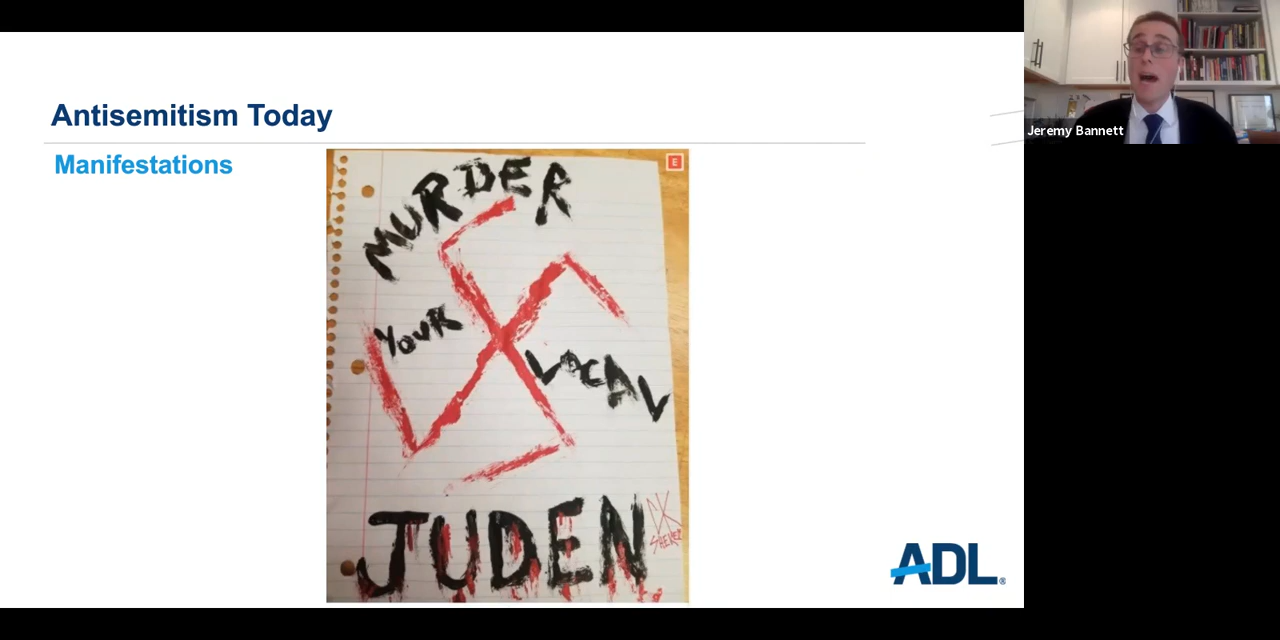 Antisemitism Today
Manifestations
E
MURDER
YOUR
LOCAL
JUDEN
ADL®
Jeremy Bannett